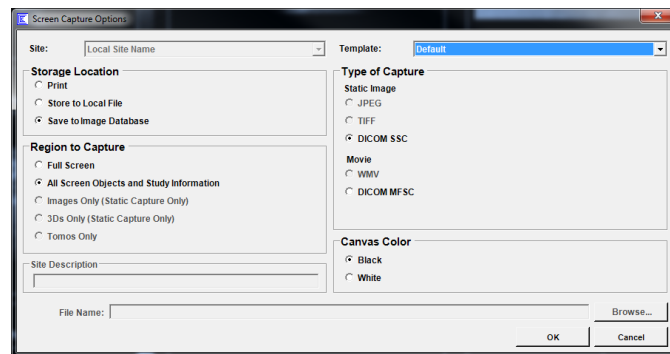 Screen Capture Options
Site: Local Site Name Template: Default
Storage Location
Print
Store to Local File
Save to Image Database
Region to Capture
Full Screen
All Screen Objects and Study Information
Images Only (Static Capture Only)
3Ds Only (Static Capture Only)
Tomos Only
Site Description
Type of Capture
Static Image
JPEG
TIFF
DICOM SSC
Movie
WMV
DICOM MFSC
Canvas Color
Black
White
File Name: Browse...
OK Cancel